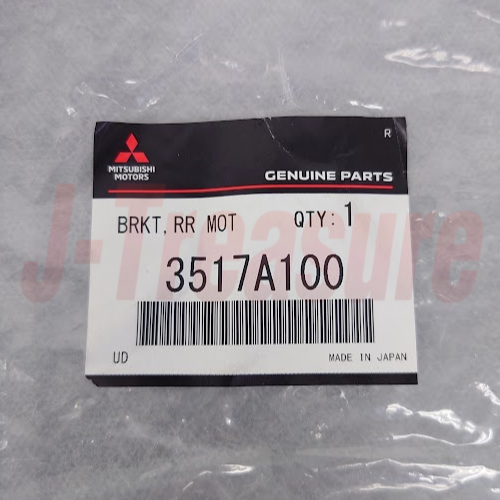 R
MITSUBISHI
MOTORS
GENUINE PARTS
BRKT, RR MOT QTY: 1
J-Treasure
3517A100
UD MADE IN JAPAN